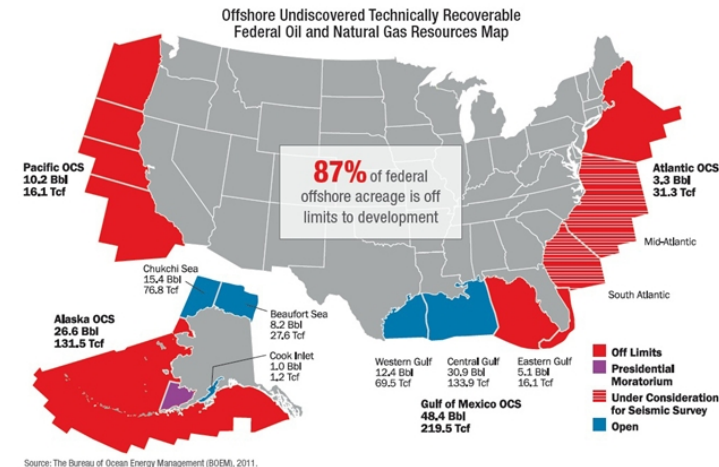 Offshore Undiscovered Technically Recoverable
Federal Oil and Natural Gas Resources Map
87% of federal
offshore acreage is off
limits to development
Pacific OCS
10.2 Bbl
16.1 Tcf
Atlantic OCS
3.3 Bbl
31.3 Tcf
Mid-Atlantic
South Atlantic
Chukchi Sea
15.4 Bbl
76.8 Tcf
Beaufort Sea
8.2 Bbl
27.6 Tcf
Alaska OCS
26.6 Bbl
131.5 Tcf
Cook Inlet
1.0 Bbl
1.2 Tcf
Western Gulf
12.4 Bbl
69.5 Tcf
Central Gulf
30.9 Bbl
133.9 Tcf
Eastern Gulf
5.1 Bbl
16.1 Tcf
Gulf of Mexico OCS
48.4 Bbl
219.5 Tcf
Off Limits
Presidential
Moratorium
Under Consideration
for Seismic Survey
Open
Source: The Bureau of Ocean Energy Management (BOEM), 2011.